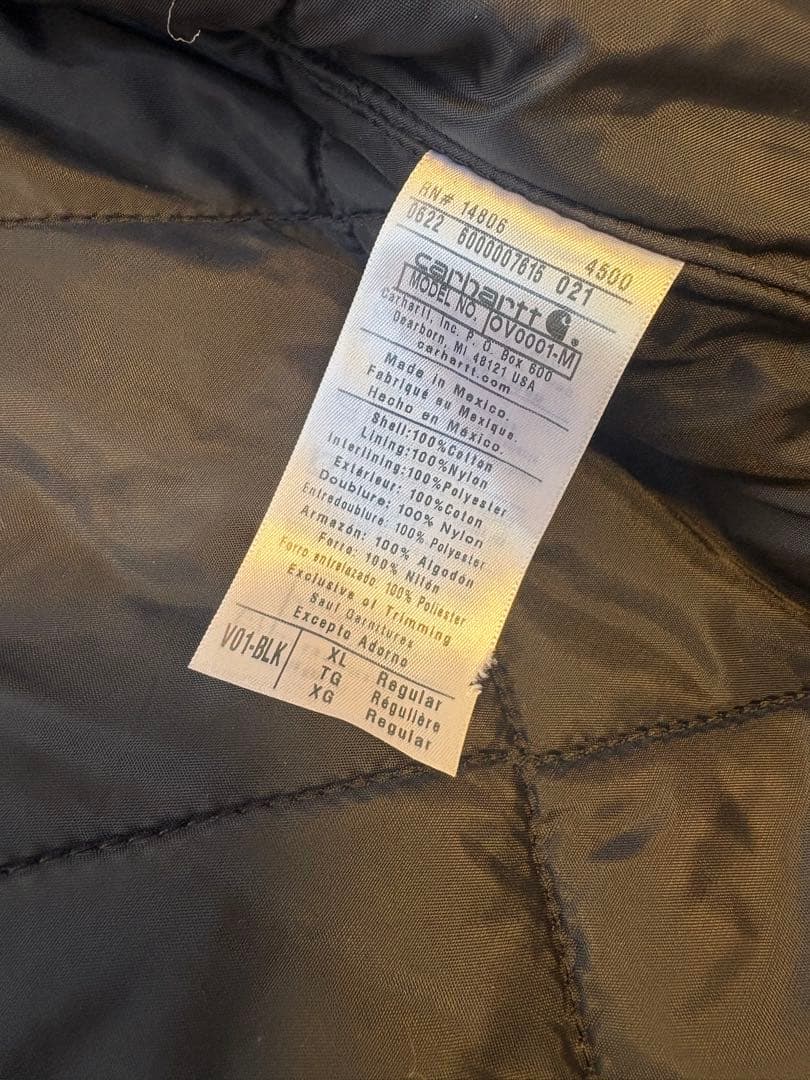 RN# 14806 4500
0622 6000007615 021
carhartt
MODEL NO. OV0001-M
Carhartt, Inc. P. O. Box 600
Dearborn, MI 48121 USA
carhartt.com
Made in Mexico.
Fabriqué au Mexique.
Hecho en México.
Shell:100%Cotton
Lining:100%Nylon
Interlining:100%Polyester
Extérieur: 100%Coton
Doublure: 100% Nylon
Entredoublure: 100% Polyester
Armazón: 100% Algodón
Forro: 100% Nilón
Forro entrelazado: 100% Poliester
Exclusive of Trimming
Sauf Garnitures
Excepto Adorno
V01-BLK
XL Regular
TG Régulière
XG Regular